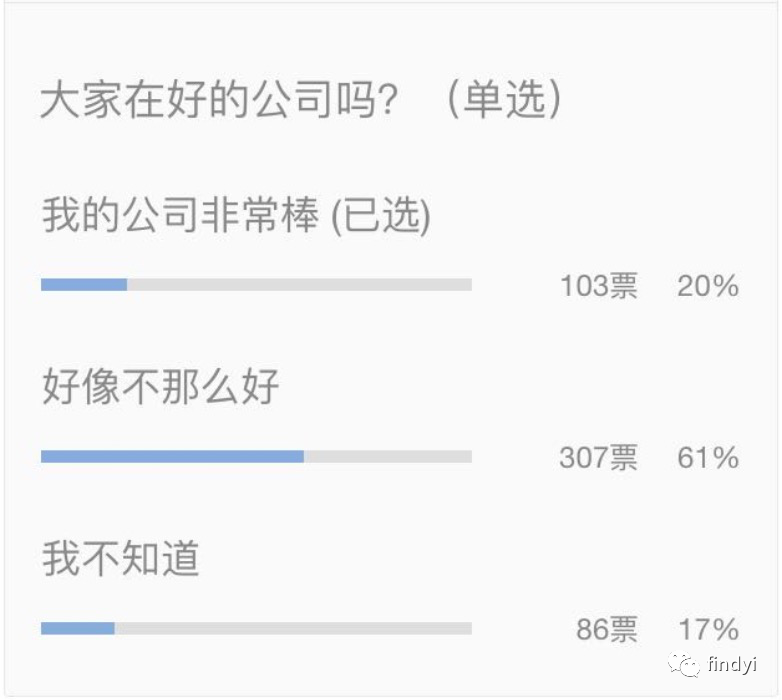 大家在好的公司吗？（单选）
我的公司非常棒 (已选)
103票 20%
好像不那么好
307票 61%
我不知道
86票 17%
findyi